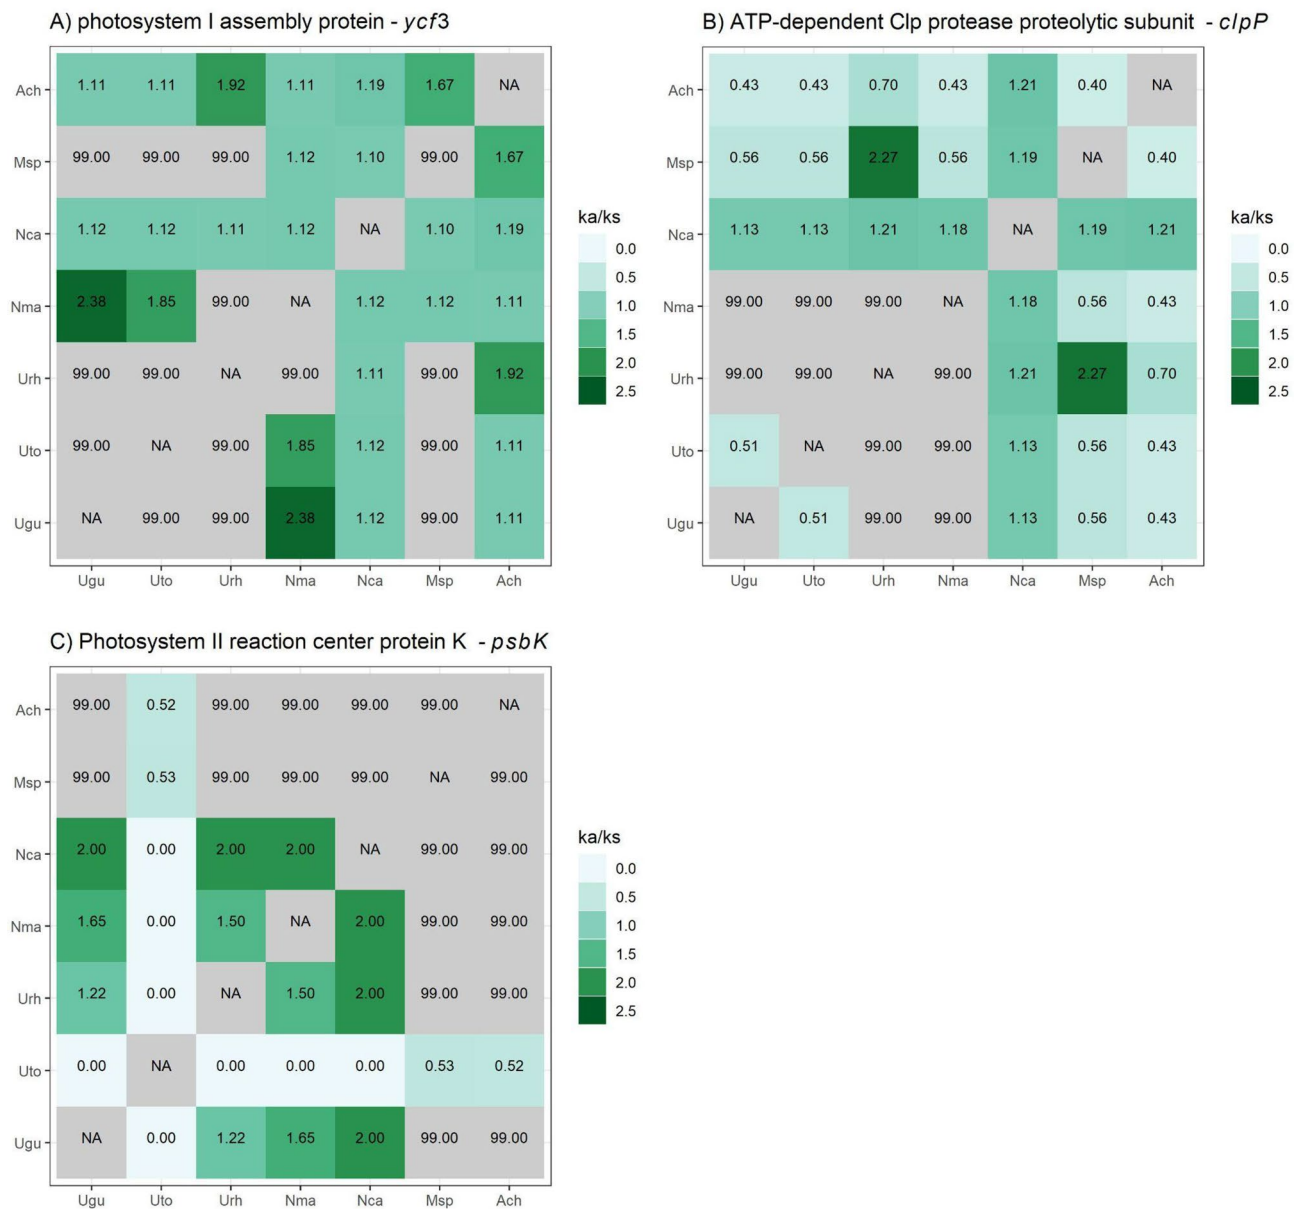 A) photosystem I assembly protein - ycf3
Ach 1.11 1.11 1.92 1.11 1.19 1.67 NA
Msp 99.00 99.00 99.00 1.12 1.10 99.00 1.67
Nca 1.12 1.12 1.11 1.12 NA 1.10 1.19
Nma 2.38 1.85 99.00 NA 1.12 1.12 1.11
Urh 99.00 99.00 NA 99.00 1.11 99.00 1.92
Uto 99.00 NA 99.00 1.85 1.12 99.00 1.11
Ugu NA 99.00 99.00 2.38 1.12 99.00 1.11
Ugu Uto Urh Nma Nca Msp Ach
ka/ks
0.0
0.5
1.0
1.5
2.0
2.5
B) ATP-dependent Clp protease proteolytic subunit - clpP
Ach 0.43 0.43 0.70 0.43 1.21 0.40 NA
Msp 0.56 0.56 2.27 0.56 1.19 NA 0.40
Nca 1.13 1.13 1.21 1.18 NA 1.19 1.21
Nma 99.00 99.00 99.00 NA 1.18 0.56 0.43
Urh 99.00 99.00 NA 99.00 1.21 2.27 0.70
Uto 0.51 NA 99.00 99.00 1.13 0.56 0.43
Ugu NA 0.51 99.00 99.00 1.13 0.56 0.43
Ugu Uto Urh Nma Nca Msp Ach
ka/ks
0.0
0.5
1.0
1.5
2.0
2.5
C) Photosystem II reaction center protein K - psbK
Ach 99.00 0.52 99.00 99.00 99.00 99.00 NA
Msp 99.00 0.53 99.00 99.00 99.00 NA 99.00
Nca 2.00 0.00 2.00 2.00 NA 99.00 99.00
Nma 1.65 0.00 1.50 NA 2.00 99.00 99.00
Urh 1.22 0.00 NA 1.50 2.00 99.00 99.00
Uto 0.00 NA 0.00 0.00 0.00 0.53 0.52
Ugu NA 0.00 1.22 1.65 2.00 99.00 99.00
Ugu Uto Urh Nma Nca Msp Ach
ka/ks
0.0
0.5
1.0
1.5
2.0
2.5